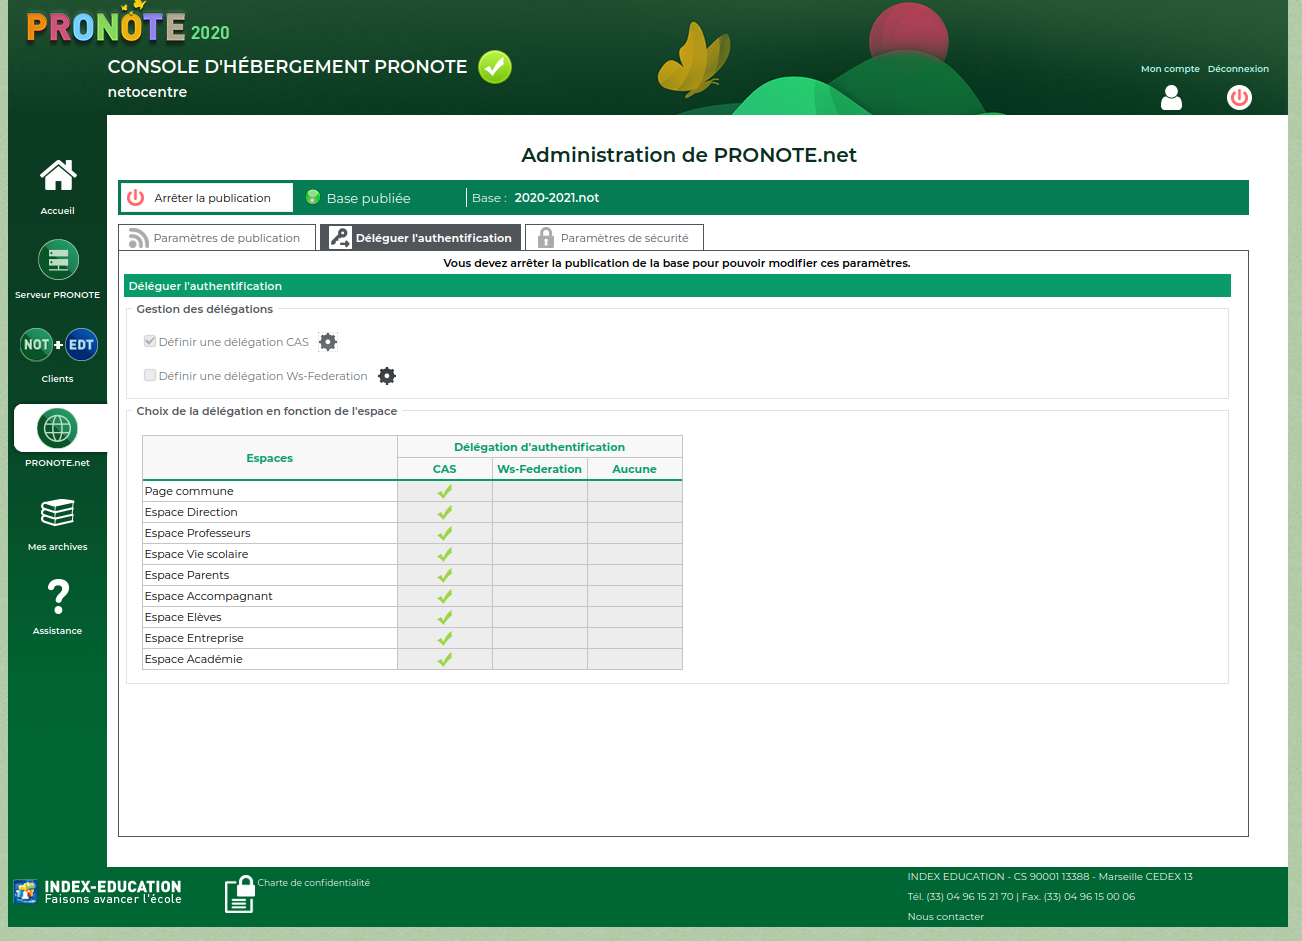 PRONOTE 2020
CONSOLE D'HÉBERGEMENT PRONOTE
netocentre
Mon compte Déconnexion
Accueil
Serveur PRONOTE
NOT + EDT
Clients
PRONOTE.net
Mes archives
?
Assistance
Administration de PRONOTE.net
Arrêter la publication Base publiée Base : 2020-2021.not
Paramètres de publication Déléguer l'authentification Paramètres de sécurité
Vous devez arrêter la publication de la base pour pouvoir modifier ces paramètres.
Déléguer l'authentification
Gestion des délégations
Définir une délégation CAS
Définir une délégation Ws-Federation
Choix de la délégation en fonction de l'espace
Espaces Délégation d'authentification
CAS Ws-Federation Aucune
Page commune
Espace Direction
Espace Professeurs
Espace Vie scolaire
Espace Parents
Espace Accompagnant
Espace Elèves
Espace Entreprise
Espace Académie
INDEX-EDUCATION
Faisons avancer l'école
Charte de confidentialité
INDEX EDUCATION - CS 90001 13388 - Marseille CEDEX 13
Tél. (33) 04 96 15 21 70 | Fax. (33) 04 96 15 00 06
Nous contacter